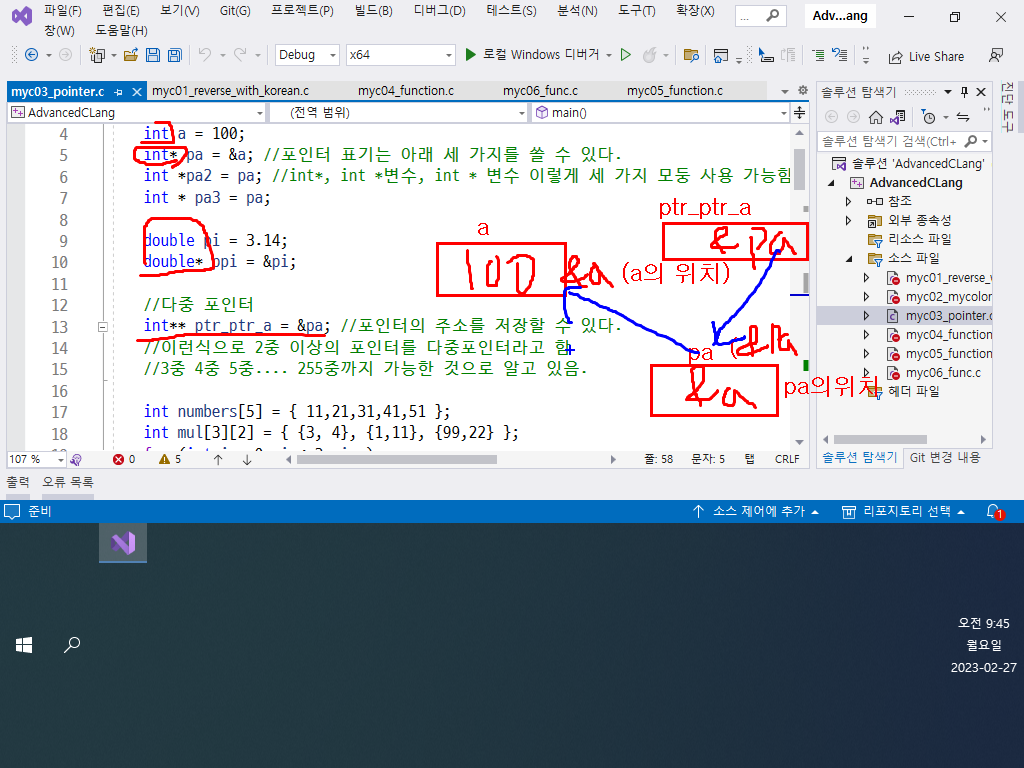 파일(F) 편집(E) 보기(V) Git(G) 프로젝트(P) 빌드(B) 디버그(D) 테스트(S) 분석(N) 도구(T) 확장(X)
창(W) 도움말(H)
... Adv...ang
Debug x64 로컬 Windows 디버거 Live Share
myc03_pointer.c myc01_reverse_with_korean.c myc04_function.c myc06_func.c myc05_function.c
AdvancedCLang (전역 범위) main()
4 int a = 100;
5 int* pa = &a; //포인터 표기는 아래 세 가지를 쓸 수 있다.
6 int *pa2 = pa; //int*, int *변수, int * 변수 이렇게 세 가지 모둥 사용 가능함
7 int * pa3 = pa;
8
9 double pi = 3.14;
10 double* ppi = &pi;
11
12 //다중 포인터
13 int** ptr_ptr_a = &pa; //포인터의 주소를 저장할 수 있다.
14 //이런식으로 2중 이상의 포인터를 다중포인터라고 함
15 //3중 4중 5중.... 255중까지 가능한 것으로 알고 있음.
16
17 int numbers[5] = { 11,21,31,41,51 };
18 int mul[3][2] = { {3, 4}, {1,11}, {99,22} };
ptr_ptr_a
&pa
a
100 &a (a의 위치)
pa (&pa
&a pa의위치
107 % 0 5 줄: 58 문자: 5 탭 CRLF
출력 오류 목록
솔루션 탐색기
솔루션 탐색기 검색(Ctrl+
솔루션 'AdvancedCLang'
AdvancedCLang
참조
외부 종속성
리소스 파일
소스 파일
myc01_reverse_
myc02_mycolor
myc03_pointer.c
myc04_function
myc05_function
myc06_func.c
헤더 파일
솔루션 탐색기 Git 변경 내용
진단 도구
준비 소스 제어에 추가 리포지토리 선택 1
오전 9:45
월요일
2023-02-27